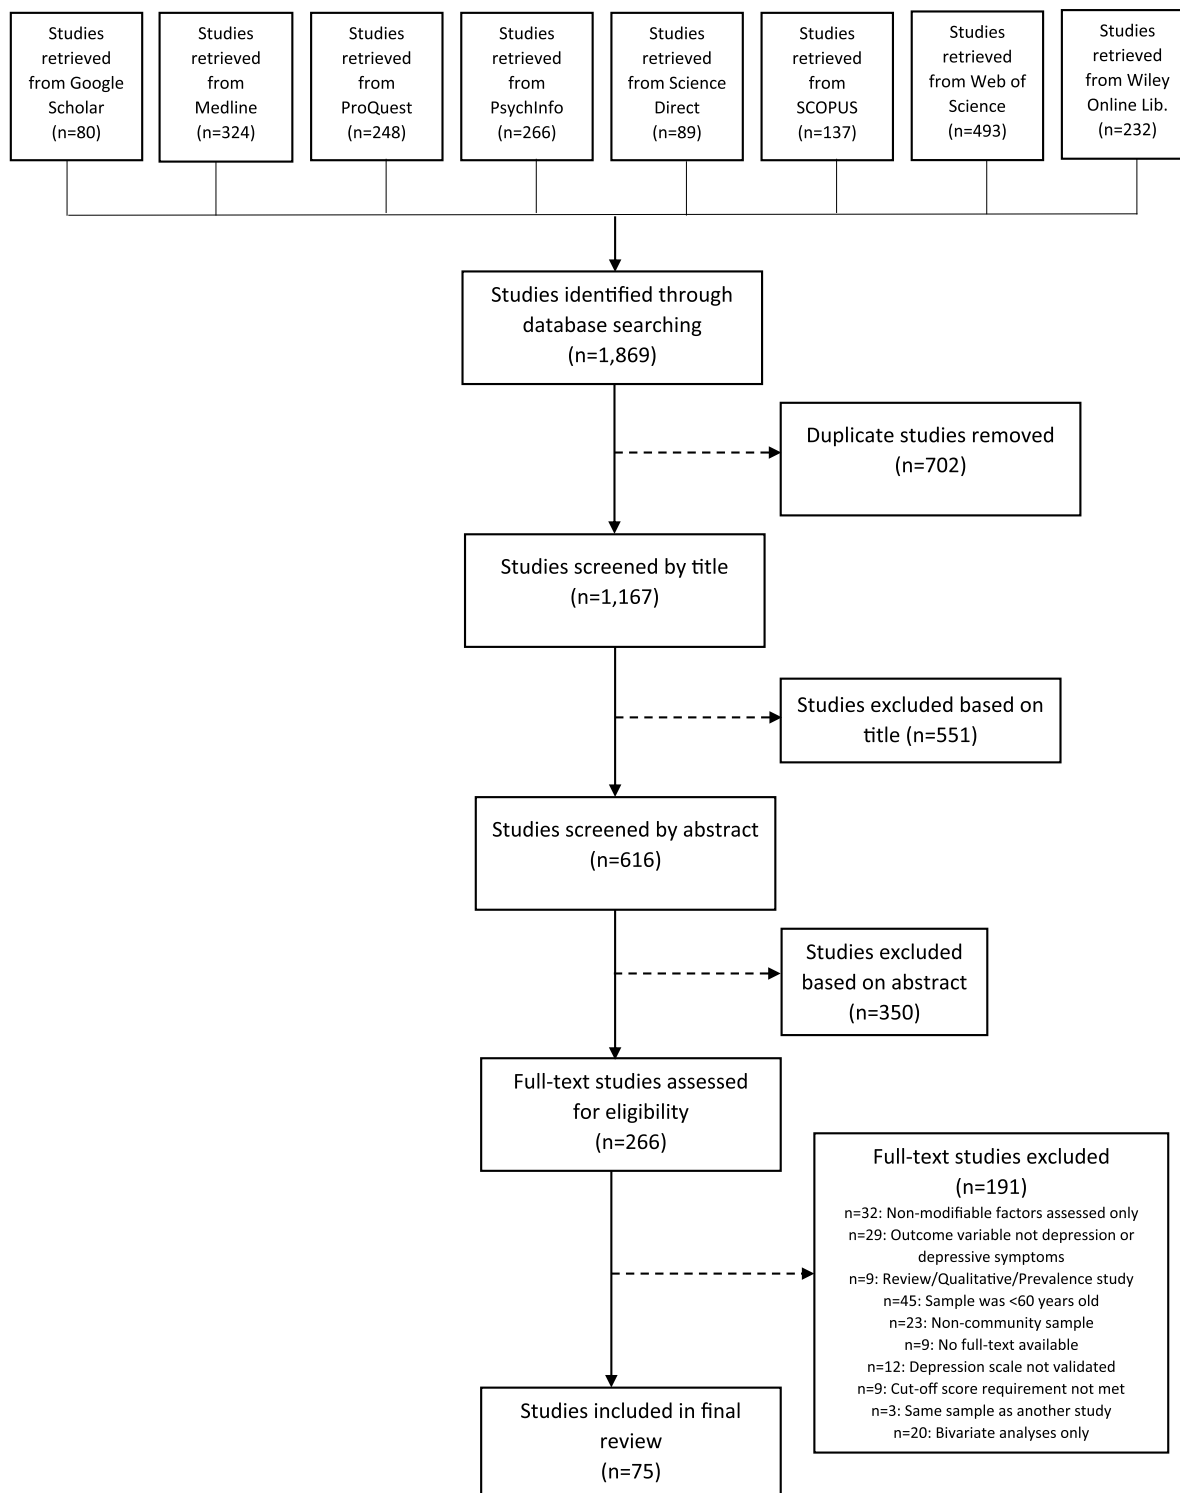 Studies
retrieved
from Google
Scholar
(n=80)
Studies
retrieved
from
Medline
(n=324)
Studies
retrieved
from
ProQuest
(n=248)
Studies
retrieved
from
PsychInfo
(n=266)
Studies
retrieved
from Science
Direct
(n=89)
Studies
retrieved
from
SCOPUS
(n=137)
Studies
retrieved
from Web of
Science
(n=493)
Studies
retrieved
from Wiley
Online Lib.
(n=232)
Studies identified through
database searching
(n=1,869)
Duplicate studies removed
(n=702)
Studies screened by title
(n=1,167)
Studies excluded based on
title (n=551)
Studies screened by abstract
(n=616)
Studies excluded
based on abstract
(n=350)
Full-text studies assessed
for eligibility
(n=266)
Full-text studies excluded
(n=191)
n=32: Non-modifiable factors assessed only
n=29: Outcome variable not depression or
depressive symptoms
n=9: Review/Qualitative/Prevalence study
n=45: Sample was <60 years old
n=23: Non-community sample
n=9: No full-text available
n=12: Depression scale not validated
n=9: Cut-off score requirement not met
n=3: Same sample as another study
n=20: Bivariate analyses only
Studies included in final
review
(n=75)